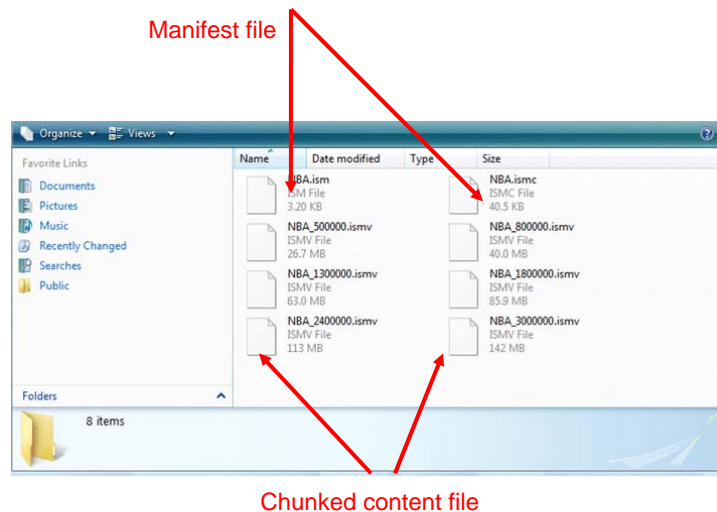 Manifest file
Organize Views
Favorite Links
Documents
Pictures
Music
Recently Changed
Searches
Public
Folders
Name Date modified Type Size
NBA.ism
ISM File
3.20 KB
NBA.ismc
ISMC File
40.5 KB
NBA_500000.ismv
ISMV File
26.7 MB
NBA_800000.ismv
ISMV File
40.0 MB
NBA_1300000.ismv
ISMV File
63.0 MB
NBA_1800000.ismv
ISMV File
85.9 MB
NBA_2400000.ismv
ISMV File
113 MB
NBA_3000000.ismv
ISMV File
142 MB
8 items
Chunked content file